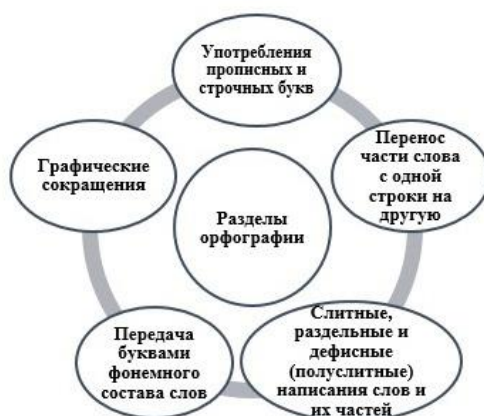 Употребления
прописных и
строчных букв
Перенос
части слова
с одной
строки на
другую
Слитные,
раздельные и
дефисные
(полуслитные)
написания слов и
их частей
Передача
буквами
фонемного
состава слов
Графические
сокращения
Разделы
орфографии